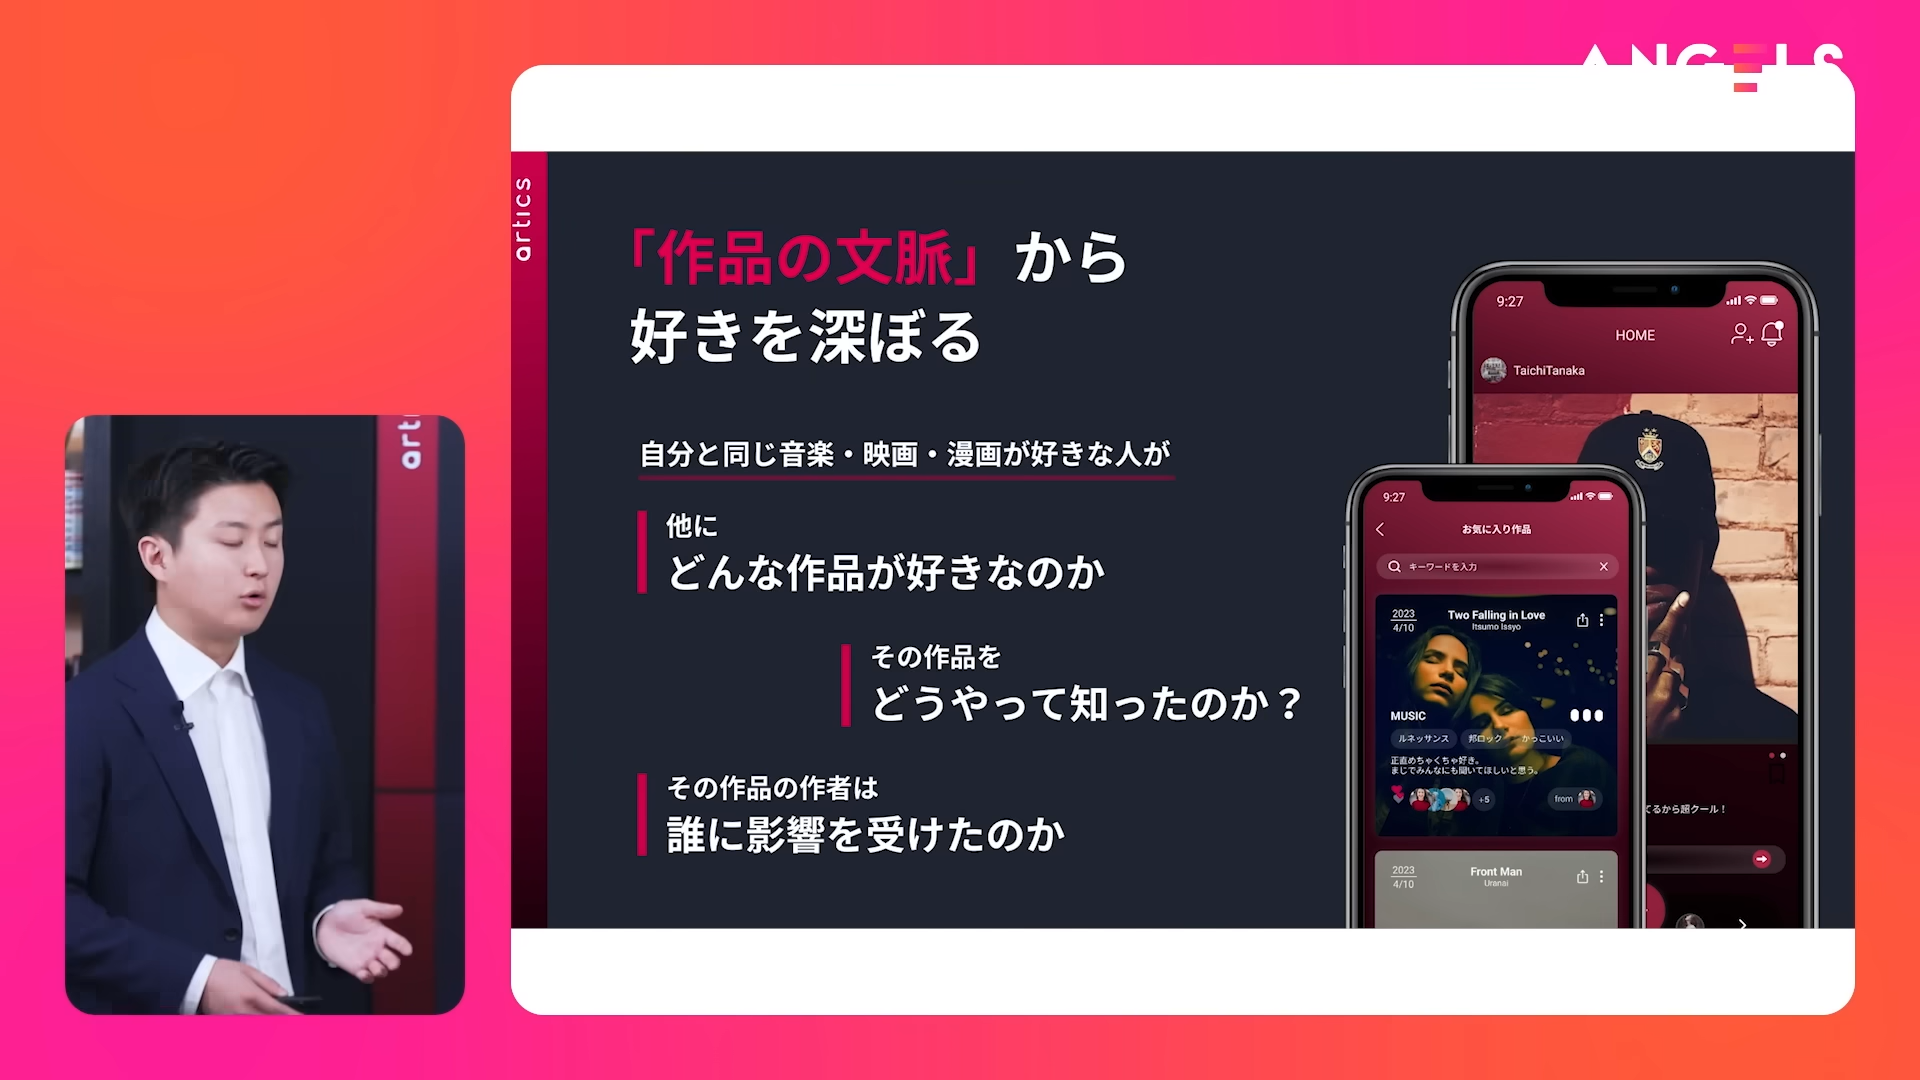 ANGELS
artics
「作品の文脈」から
好きを深ぼる
自分と同じ音楽・映画・漫画が好きな人が
他に
どんな作品が好きなのか
その作品を
どうやって知ったのか？
その作品の作者は
誰に影響を受けたのか
9:27
HOME
TaichiTanaka
てるから超クール！
9:27
お気に入り作品
キーワードを入力
2023
4/10
Two Falling in Love
Itsumo Issyo
MUSIC
ルネッサンス
邦ロック
かっこいい
正直めちゃくちゃ好き。
まじでみんなにも聞いてほしいと思う。
+5
from
2023
4/10
Front Man
Uranai
art